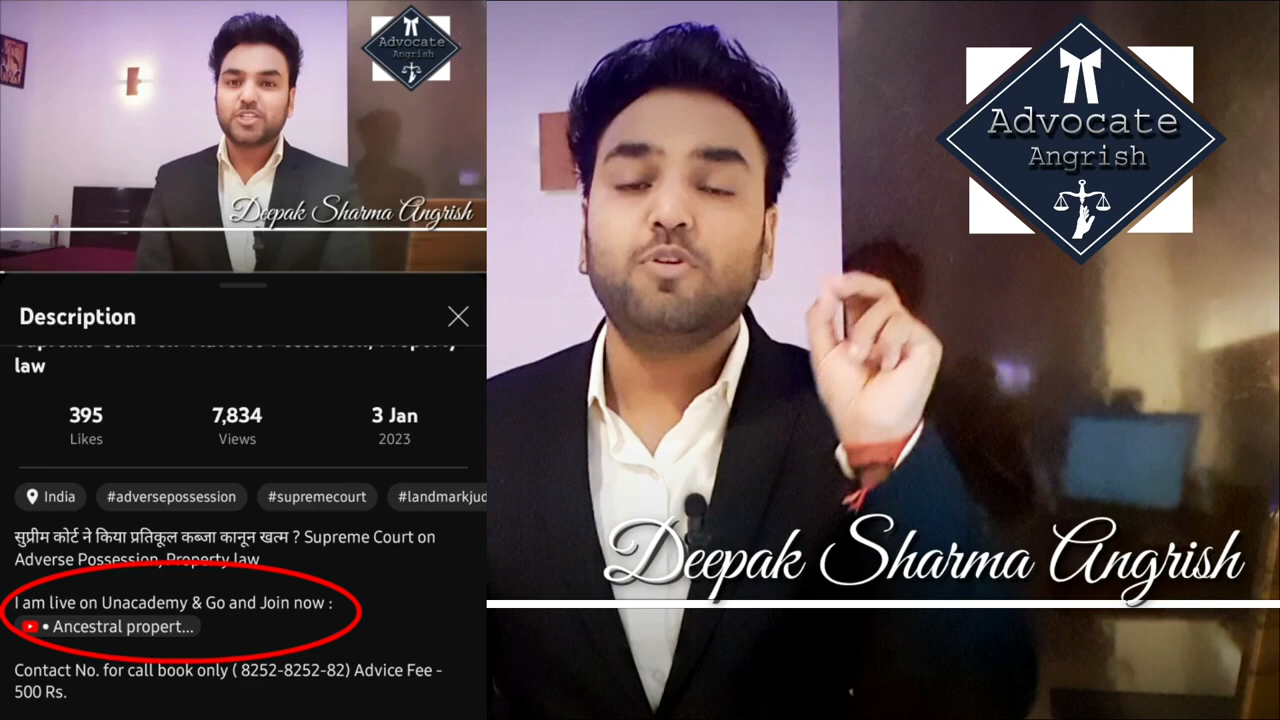 Advocate
Angrish
Deepak Sharma Angrish
Description
law
395
7,834
3 Jan
Likes
Views
2023
India
#adversepossession
#supremecourt
#landmarkjud
सुप्रीम कोर्ट ने किया प्रतिकूल कब्जा कानून खत्म ? Supreme Court on
Adverse Possession, Property law
I am live on Unacademy & Go and Join now :
• Ancestral propert...
Contact No. for call book only ( 8252-8252-82) Advice Fee -
500 Rs.
Advocate
Angrish
Deepak Sharma Angrish